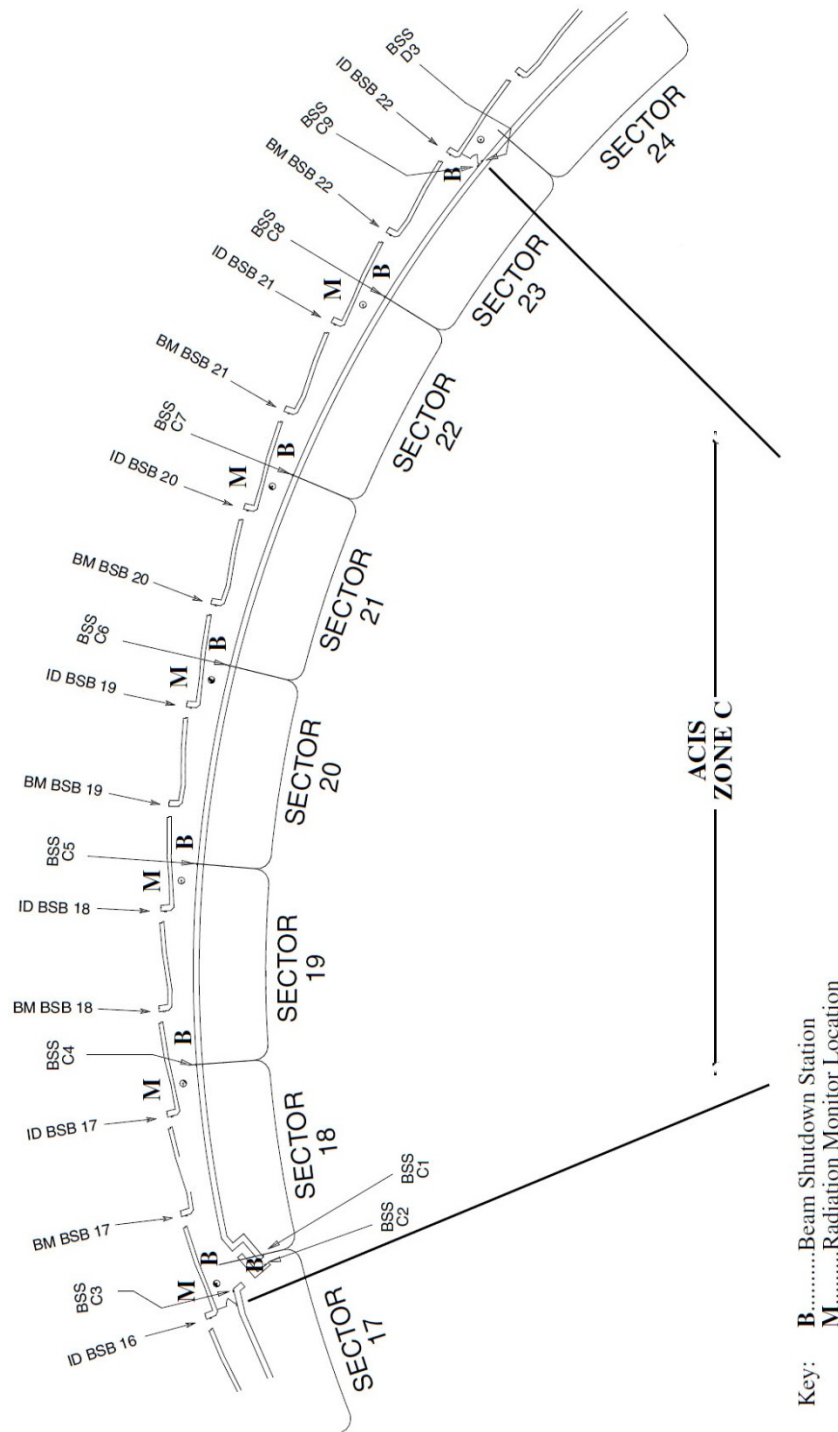 ID BSB 16
BSS
C3
BM BSB 17
ID BSB 17
BSS
C4
BM BSB 18
ID BSB 18
BSS
C5
BM BSB 19
ID BSB 19
BSS
C6
BM BSB 20
ID BSB 20
BSS
C7
BM BSB 21
ID BSB 21
BSS
C8
BM BSB 22
BSS
C9
ID BSB 22
BSS
D3
M
M
M
M
M
M
B
B
B
B
B
B
B
B
BSS
C2
BSS
C1
SECTOR
17
SECTOR
18
SECTOR
19
SECTOR
20
SECTOR
21
SECTOR
22
SECTOR
23
SECTOR
24
ACIS
ZONE C
Key:
B..........Beam Shutdown Station
M.........Radiation Monitor Location